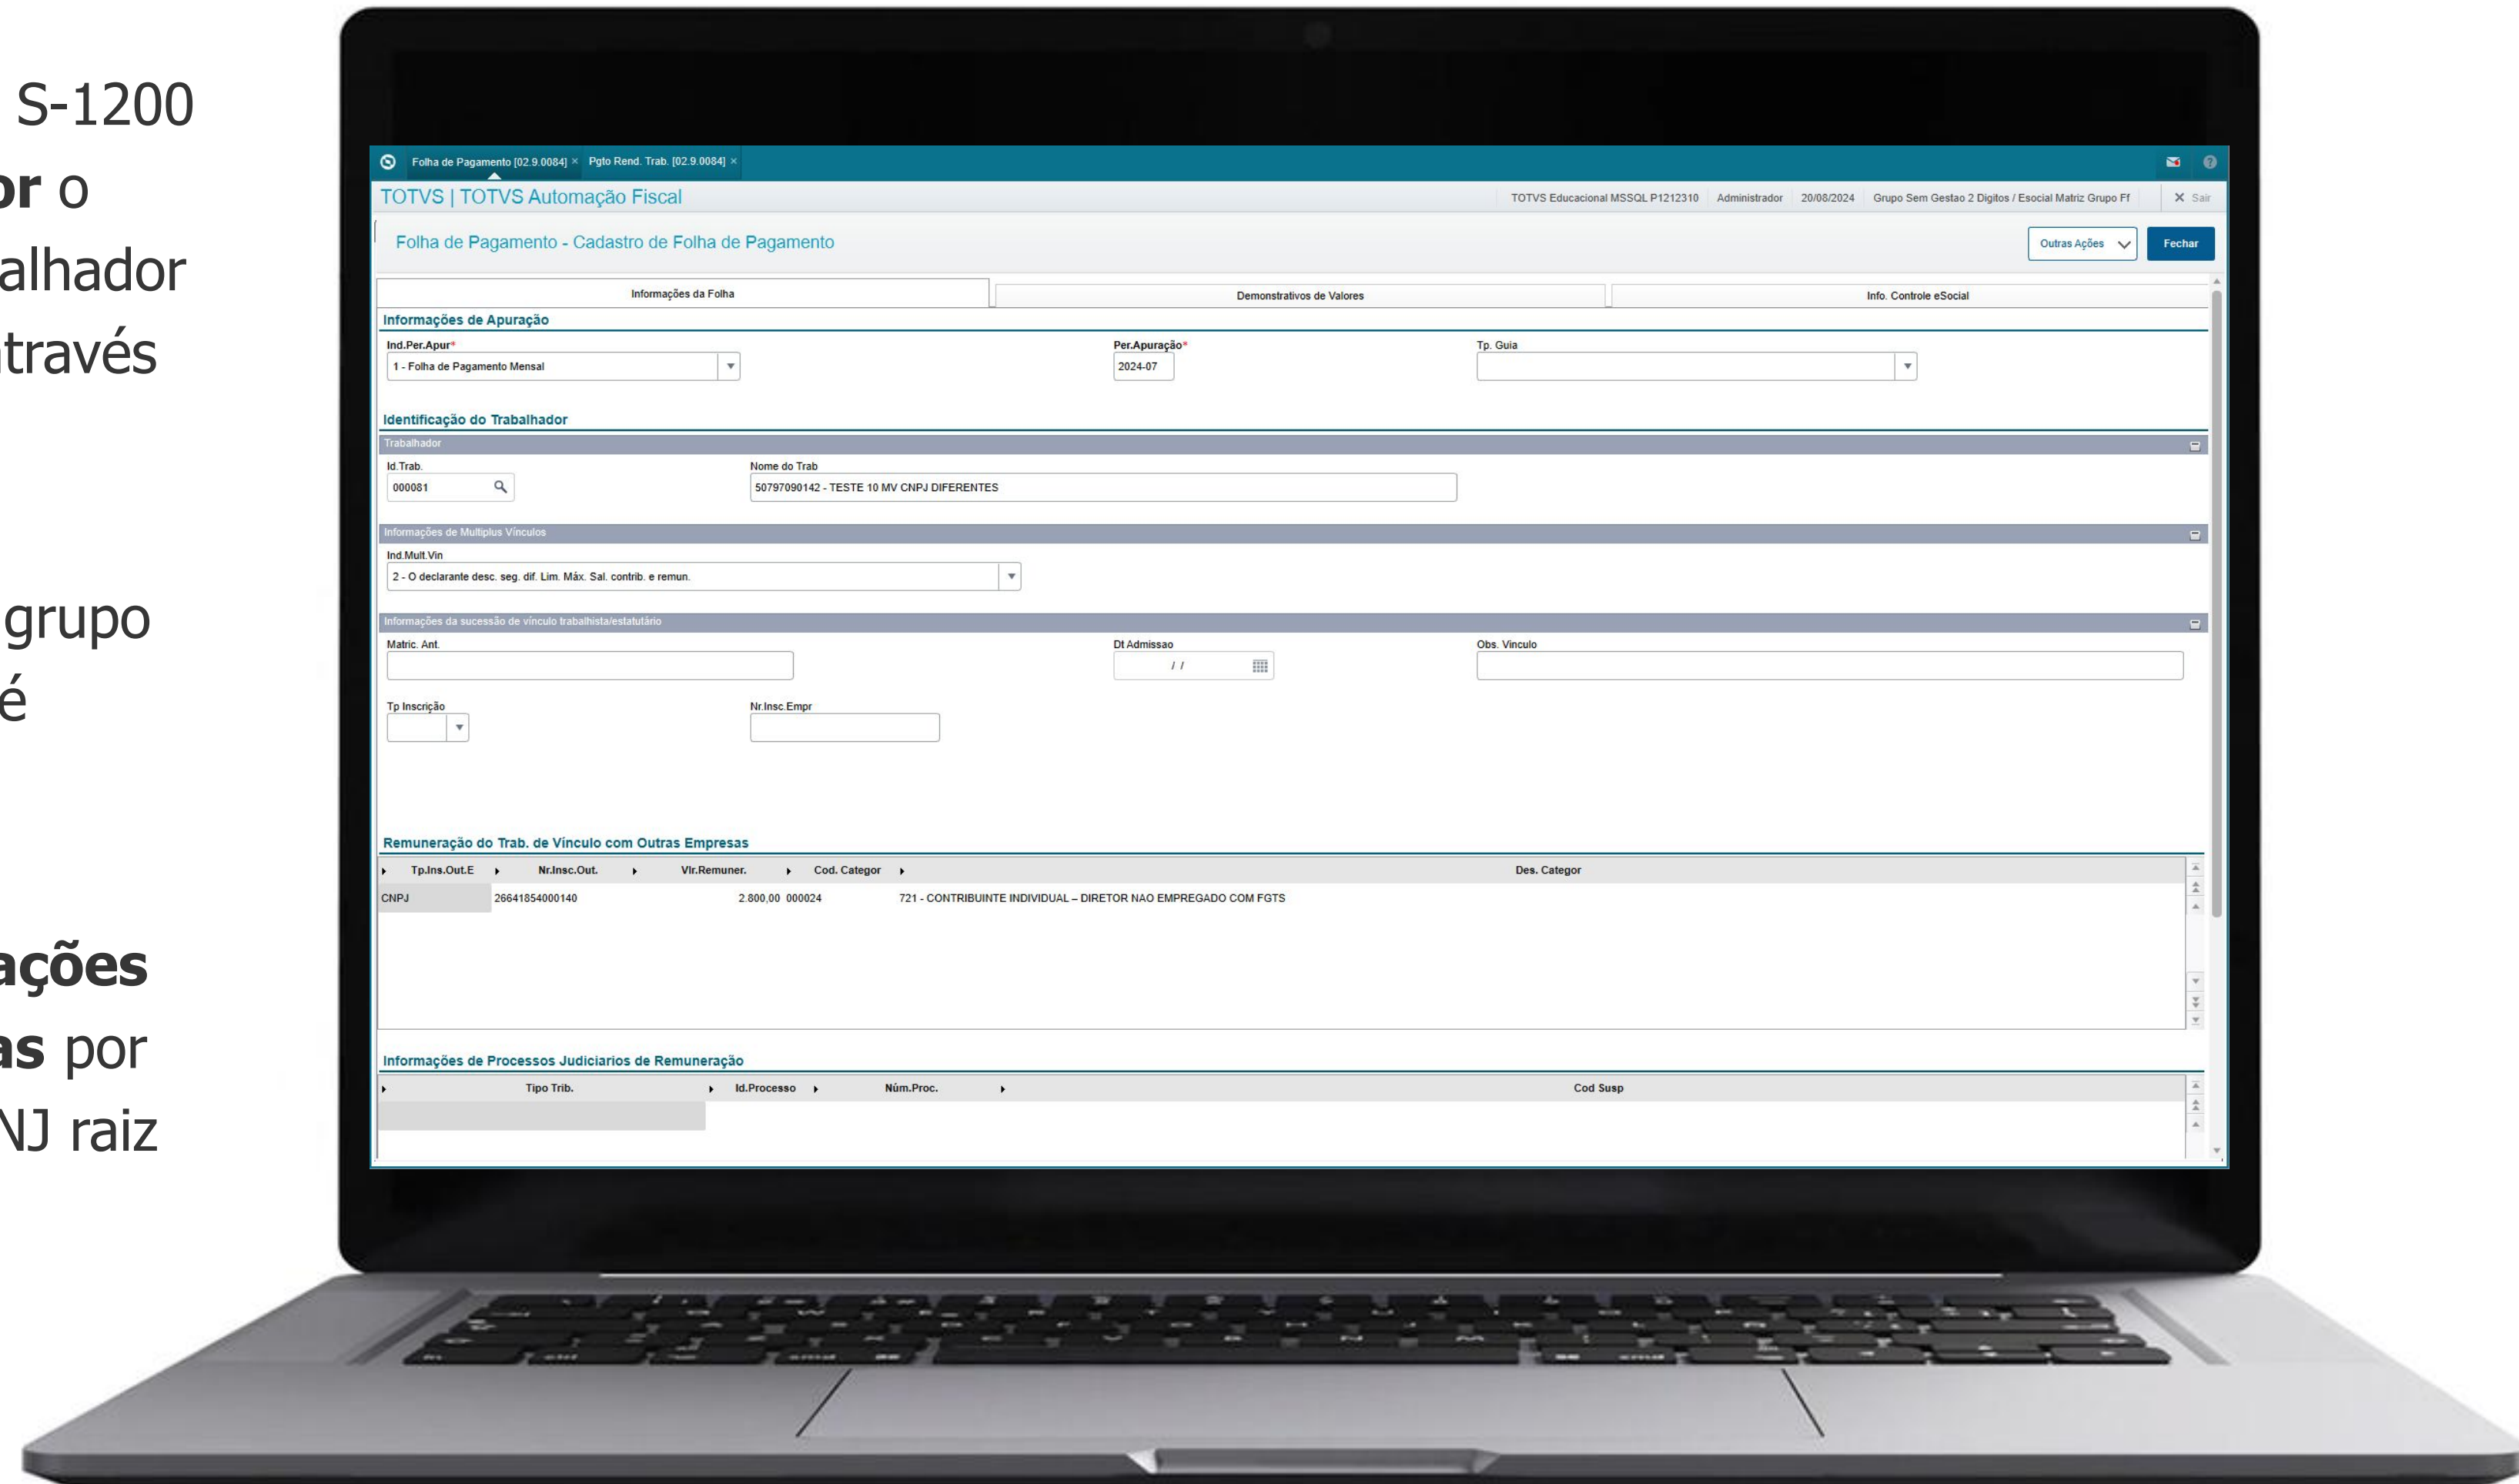 S-1200
or o
alhador
através
grupo
é
ações
as por
NJ raiz
Folha de Pagamento [02.9.0084] × Pgto Rend. Trab. [02.9.0084] ×
TOTVS | TOTVS Automação Fiscal
TOTVS Educacional MSSQL P1212310 Administrador 20/08/2024 Grupo Sem Gestao 2 Digitos / Esocial Matriz Grupo Ff × Sair
Folha de Pagamento - Cadastro de Folha de Pagamento
Outras Ações Fechar
Informações da Folha Demonstrativos de Valores Info. Controle eSocial
Informações de Apuração
Ind.Per.Apur* Per.Apuração* Tp. Guia
1 - Folha de Pagamento Mensal 2024-07
Identificação do Trabalhador
Trabalhador
Id.Trab. Nome do Trab
000081 50797090142 - TESTE 10 MV CNPJ DIFERENTES
Informações de Multiplus Vínculos
Ind.Mult.Vin
2 - O declarante desc. seg. dif. Lim. Máx. Sal. contrib. e remun.
Informações da sucessão de vínculo trabalhista/estatutário
Matric. Ant. Dt Admissao Obs. Vinculo
/ /
Tp Inscrição Nr.Insc.Empr
Remuneração do Trab. de Vínculo com Outras Empresas
Tp.Ins.Out.E Nr.Insc.Out. Vlr.Remuner. Cod. Categor Des. Categor
CNPJ 26641854000140 2.800,00 000024 721 - CONTRIBUINTE INDIVIDUAL – DIRETOR NAO EMPREGADO COM FGTS
Informações de Processos Judiciarios de Remuneração
Tipo Trib. Id.Processo Núm.Proc. Cod Susp